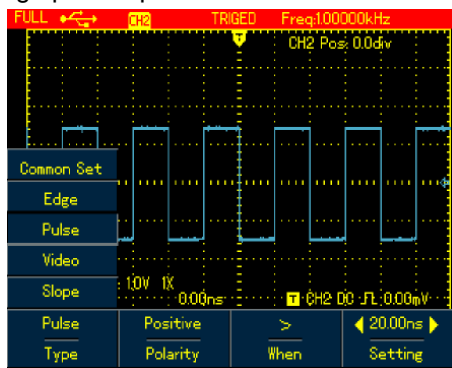 FULL CH2 TRIGED Freq:100000kHz
T
CH2 Pos: 0.0div
Common Set
Edge
Pulse
Video
Slope
1.0V 1X
0.00ns
T CH2 DC 0.00mV
Pulse Positive > 20.00ns
Type Polarity When Setting